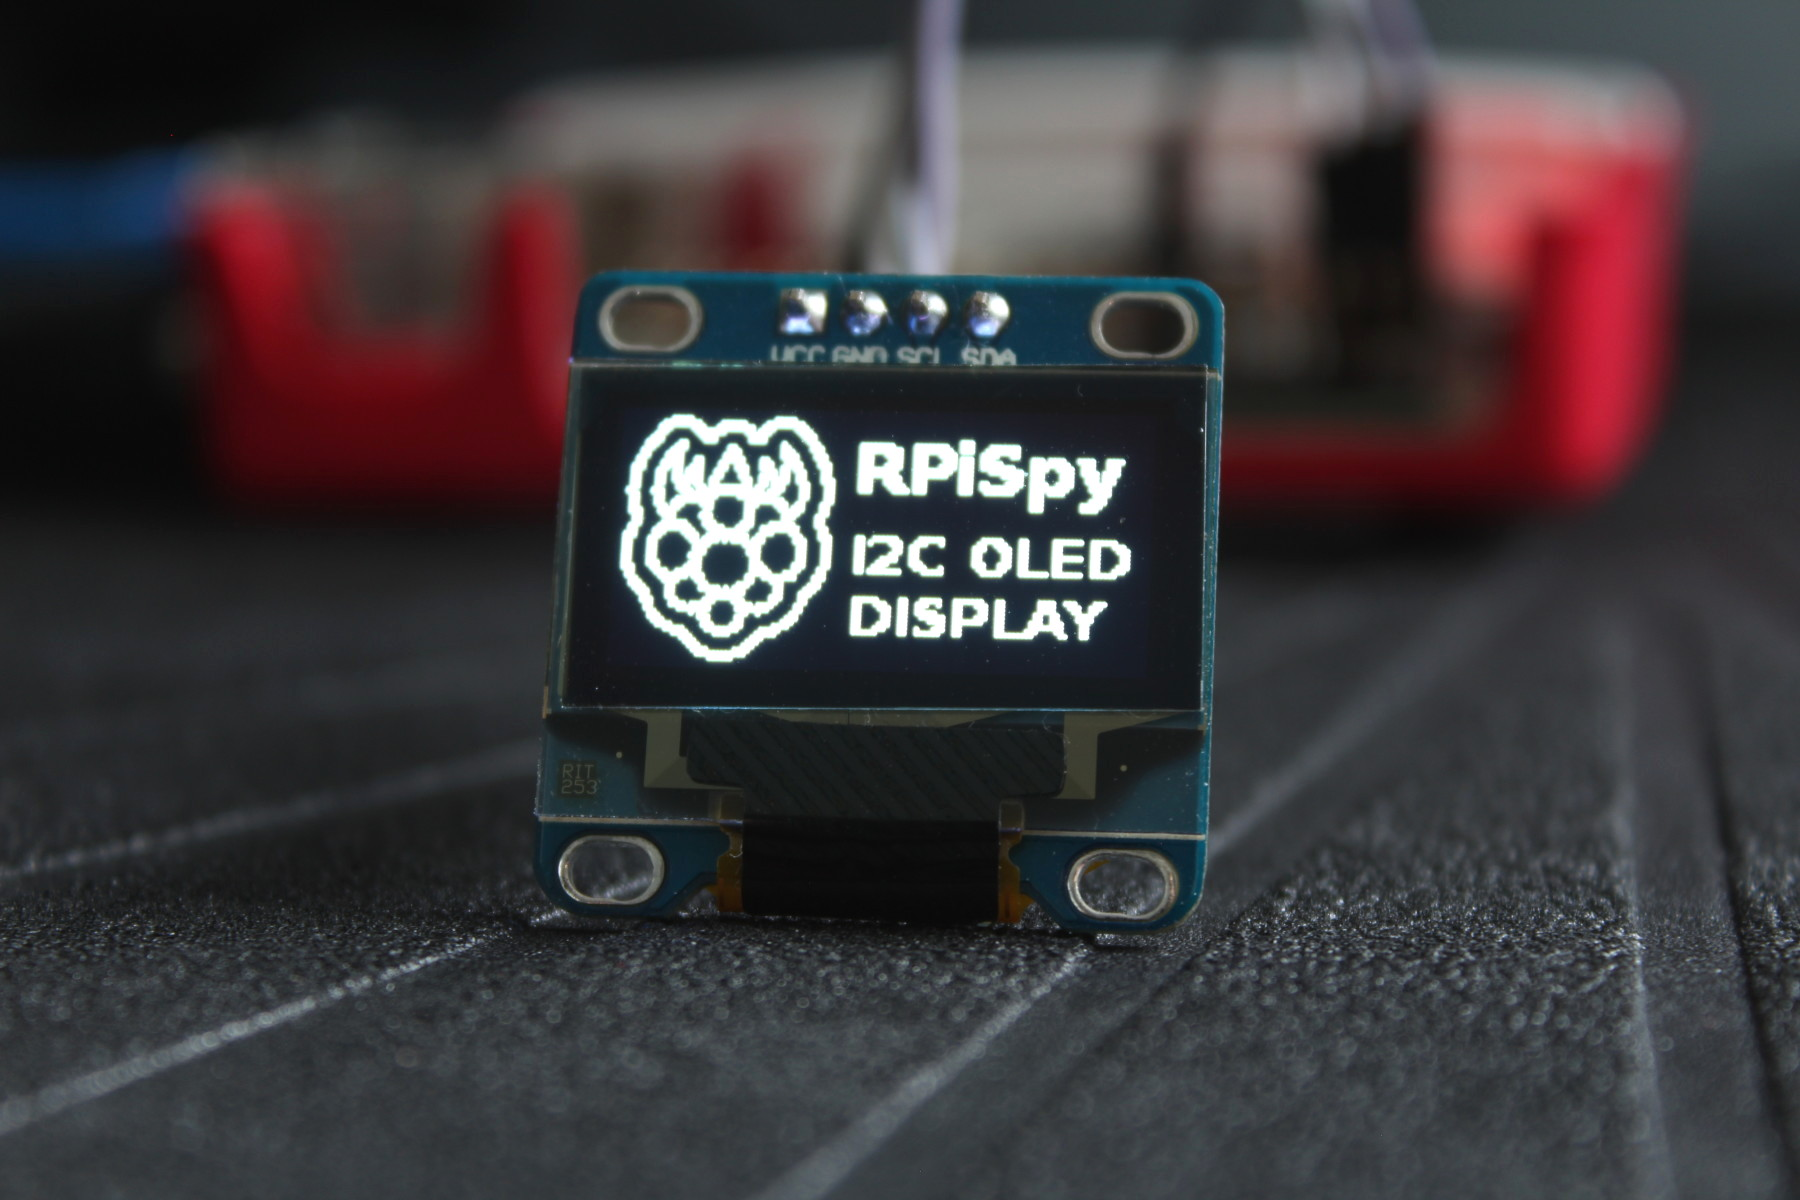 VCC GND SCL SDA
RPiSpy
I2C OLED
DISPLAY
RIT
253